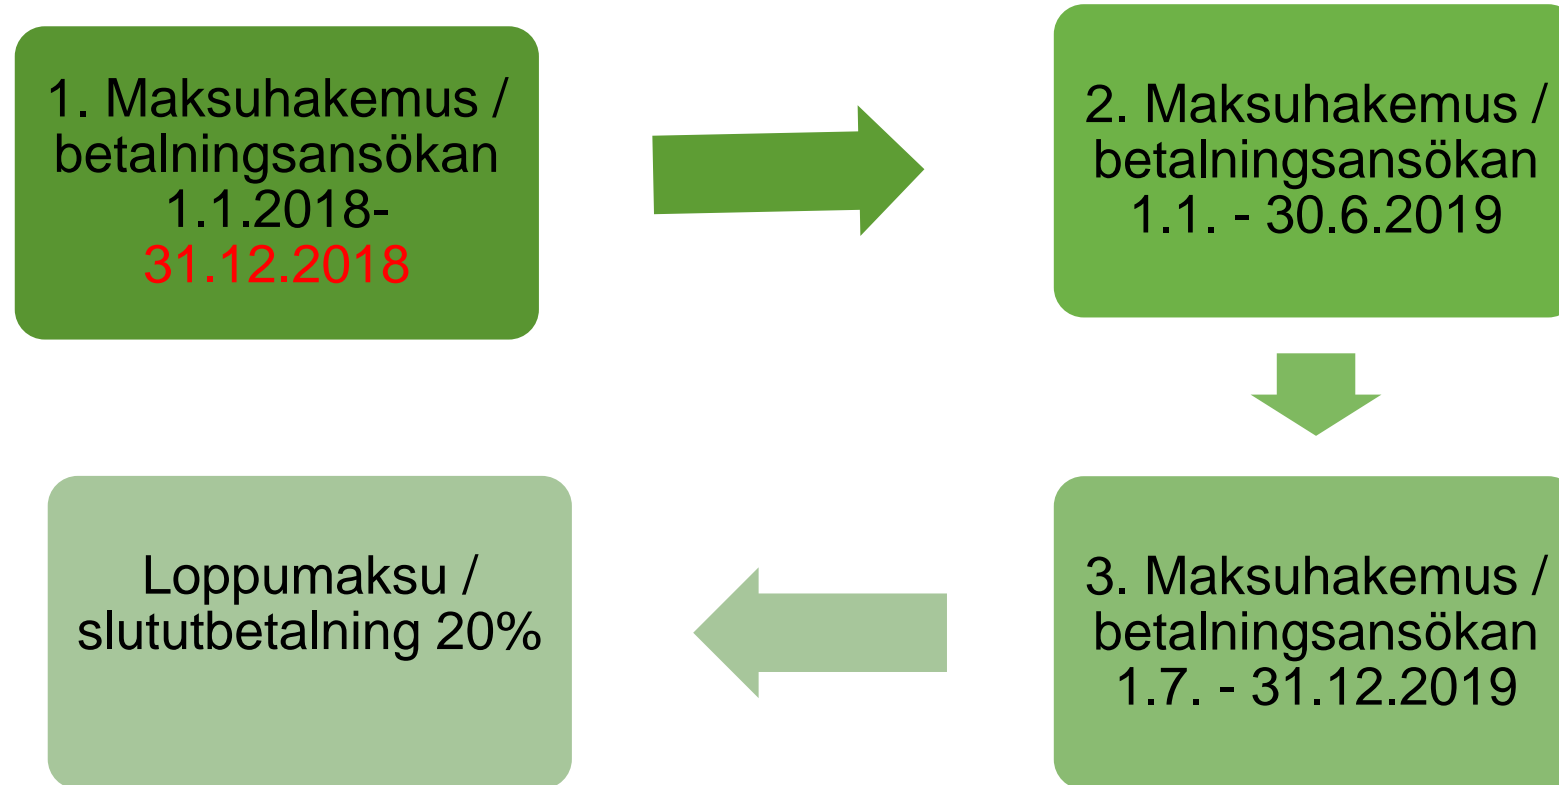 1. Maksuhakemus /
betalningsansökan
1.1.2018-
31.12.2018
2. Maksuhakemus /
betalningsansökan
1.1. - 30.6.2019
3. Maksuhakemus /
betalningsansökan
1.7. - 31.12.2019
Loppumaksu /
slututbetalning 20%